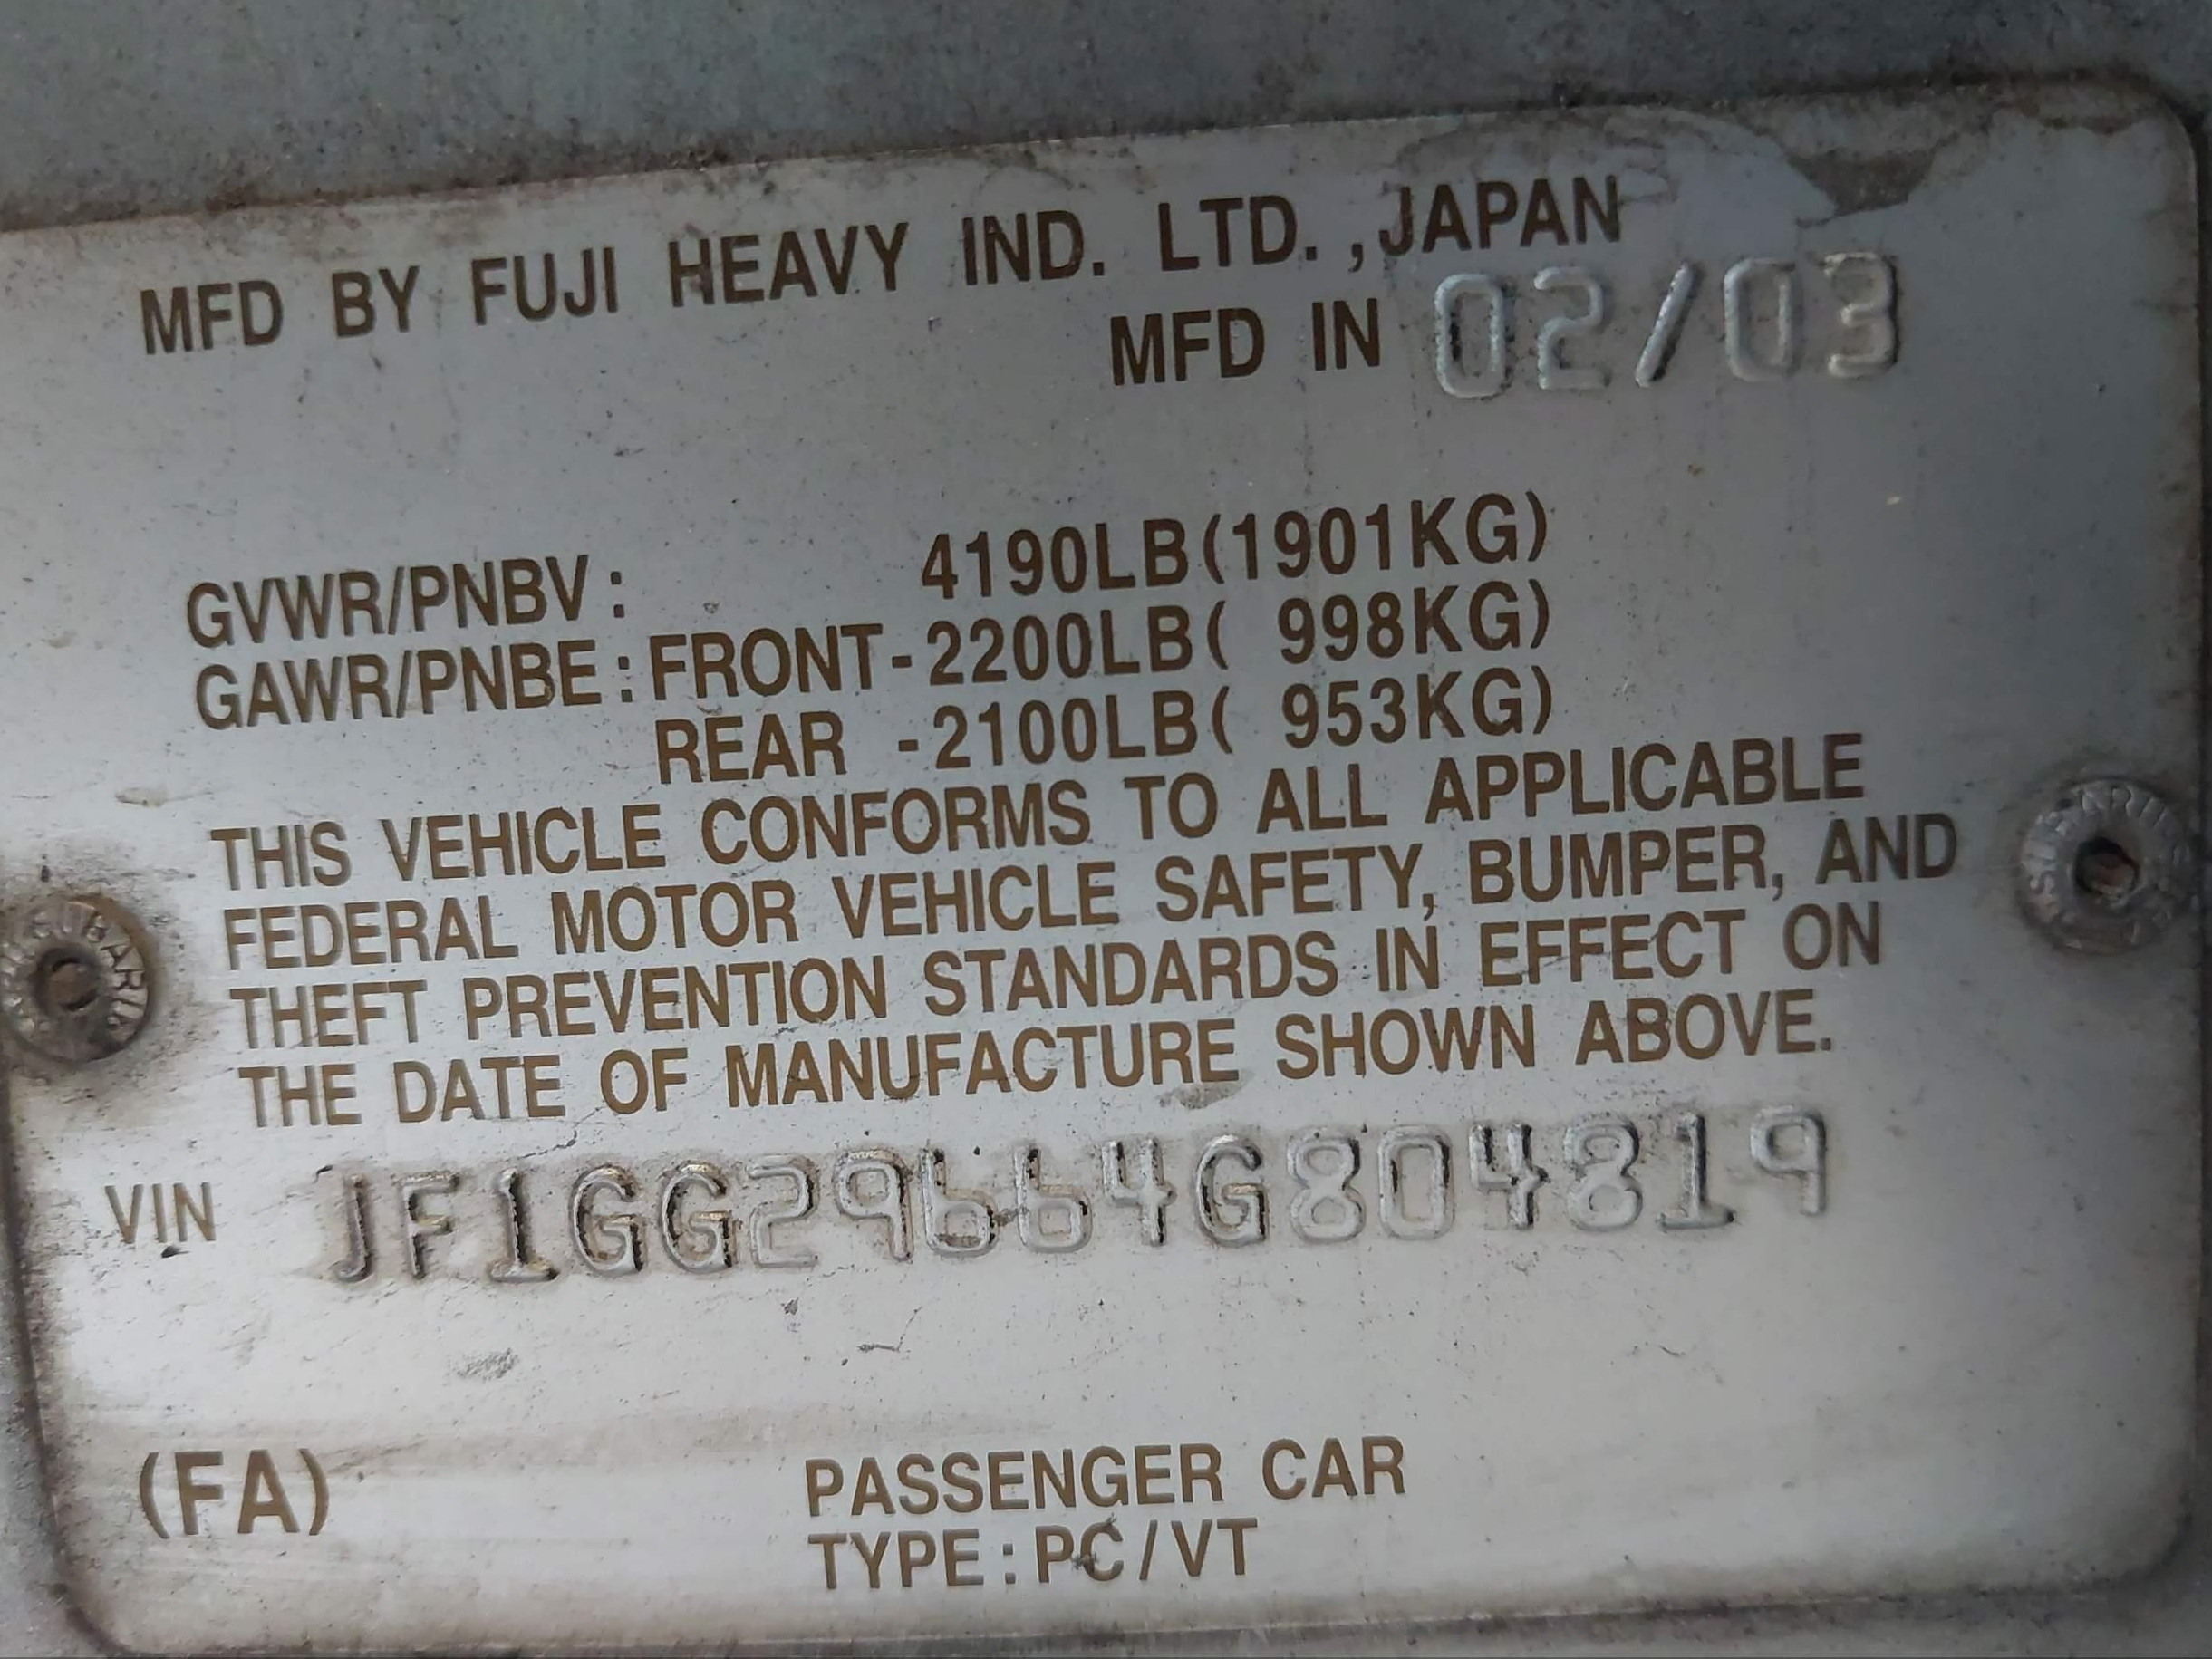 MFD BY FUJI HEAVY IND. LTD.,JAPAN
MFD IN 02/03
GVWR/PNBV: 4190LB(1901KG)
GAWR/PNBE:FRONT-2200LB( 998KG)
REAR -2100LB( 953KG)
THIS VEHICLE CONFORMS TO ALL APPLICABLE
FEDERAL MOTOR VEHICLE SAFETY, BUMPER, AND
THEFT PREVENTION STANDARDS IN EFFECT ON
THE DATE OF MANUFACTURE SHOWN ABOVE.
SUBARU
SUBARU
VIN JF1GG29664G804819
(FA) PASSENGER CAR
TYPE:PC/VT